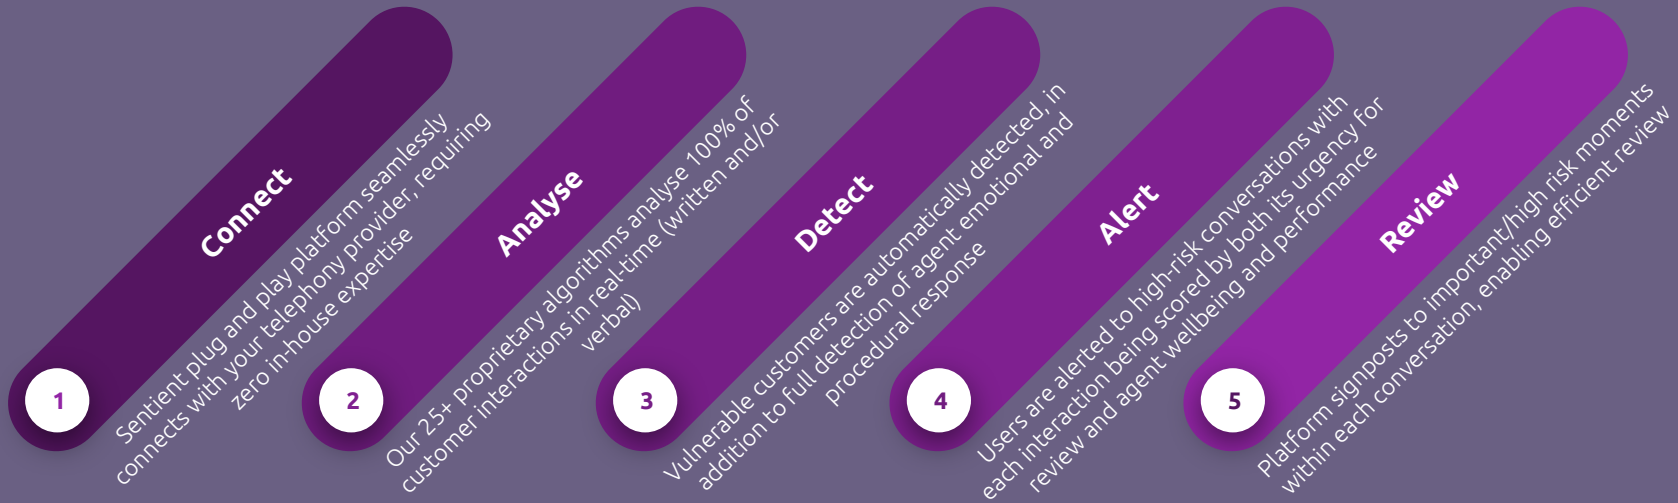 1
Connect
Sentient plug and play platform seamlessly
connects with your telephony provider, requiring
zero in-house expertise
2
Analyse
Our 25+ proprietary algorithms analyse 100% of
customer interactions in real-time (written and/or
verbal)
3
Detect
Vulnerable customers are automatically detected, in
addition to full detection of agent emotional and
procedural response
4
Alert
Users are alerted to high-risk conversations with
each interaction being scored by both its urgency for
review and agent wellbeing and performance
5
Review
Platform signposts to important/high risk moments
within each conversation, enabling efficient review